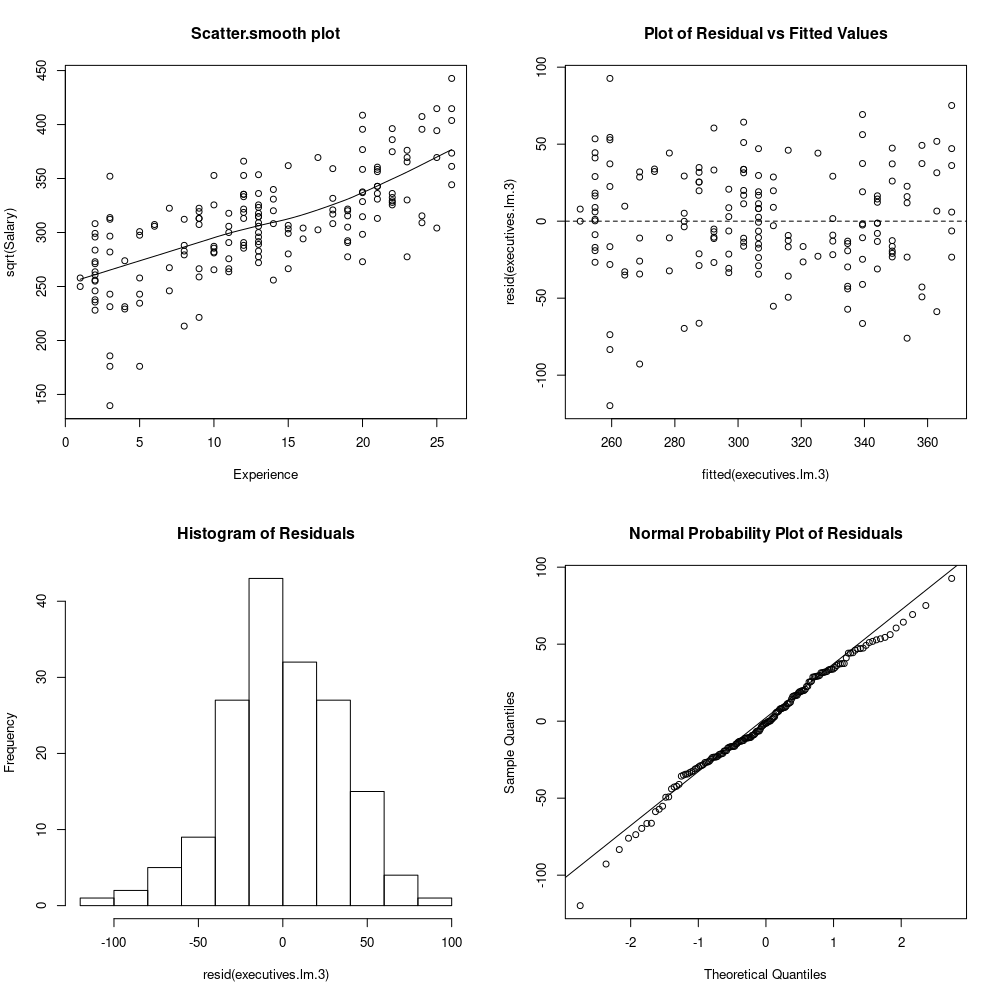 Scatter.smooth plot
450
400
350
300
250
200
150
sqrt(Salary)
0 5 10 15 20 25
Experience
Plot of Residual vs Fitted Values
100
50
0
-50
-100
resid(executives.lm.3)
260 280 300 320 340 360
fitted(executives.lm.3)
Histogram of Residuals
40
30
20
10
0
Frequency
-100 -50 0 50 100
resid(executives.lm.3)
Normal Probability Plot of Residuals
100
50
0
-50
-100
Sample Quantiles
-2 -1 0 1 2
Theoretical Quantiles